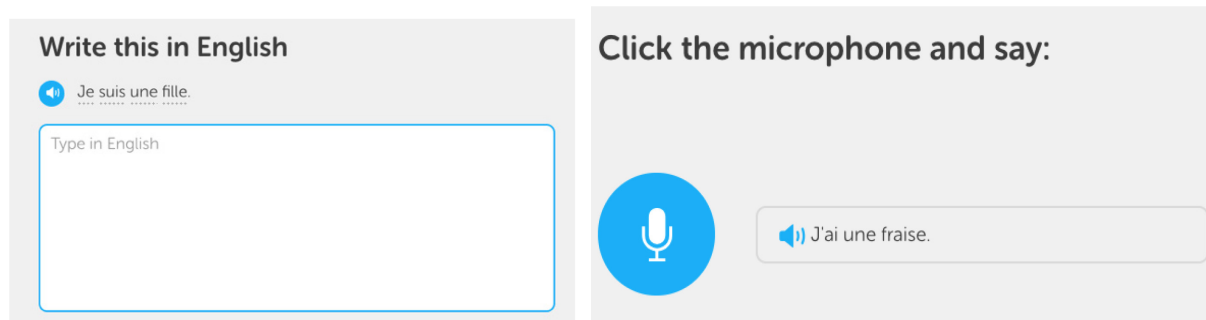 Write this in English
Je suis une fille.
Type in English
Click the microphone and say:
J'ai une fraise.